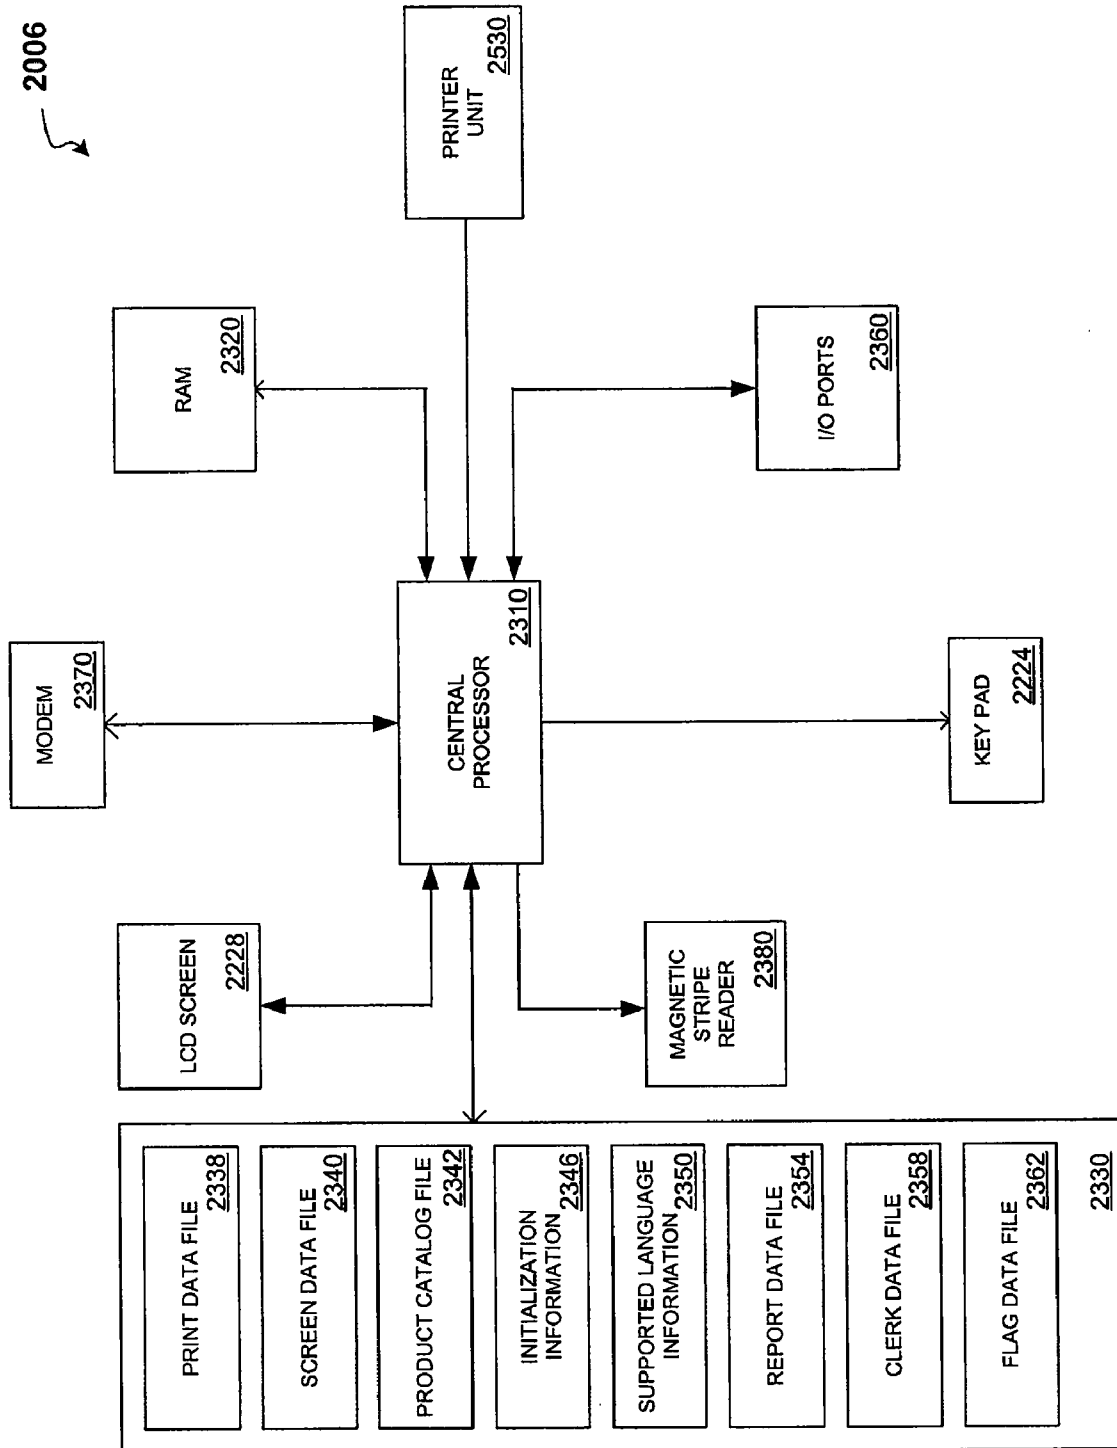 2006
PRINTER
UNIT
2530
RAM
2320
I/O PORTS
2360
MODEM
2370
CENTRAL
PROCESSOR
2310
KEY PAD
2224
LCD SCREEN
2228
MAGNETIC
STRIPE
READER
2380
PRINT DATA FILE
2338
SCREEN DATA FILE
2340
PRODUCT CATALOG FILE
2342
INITIALIZATION
INFORMATION
2346
SUPPORTED LANGUAGE
INFORMATION
2350
REPORT DATA FILE
2354
CLERK DATA FILE
2358
FLAG DATA FILE
2362
2330